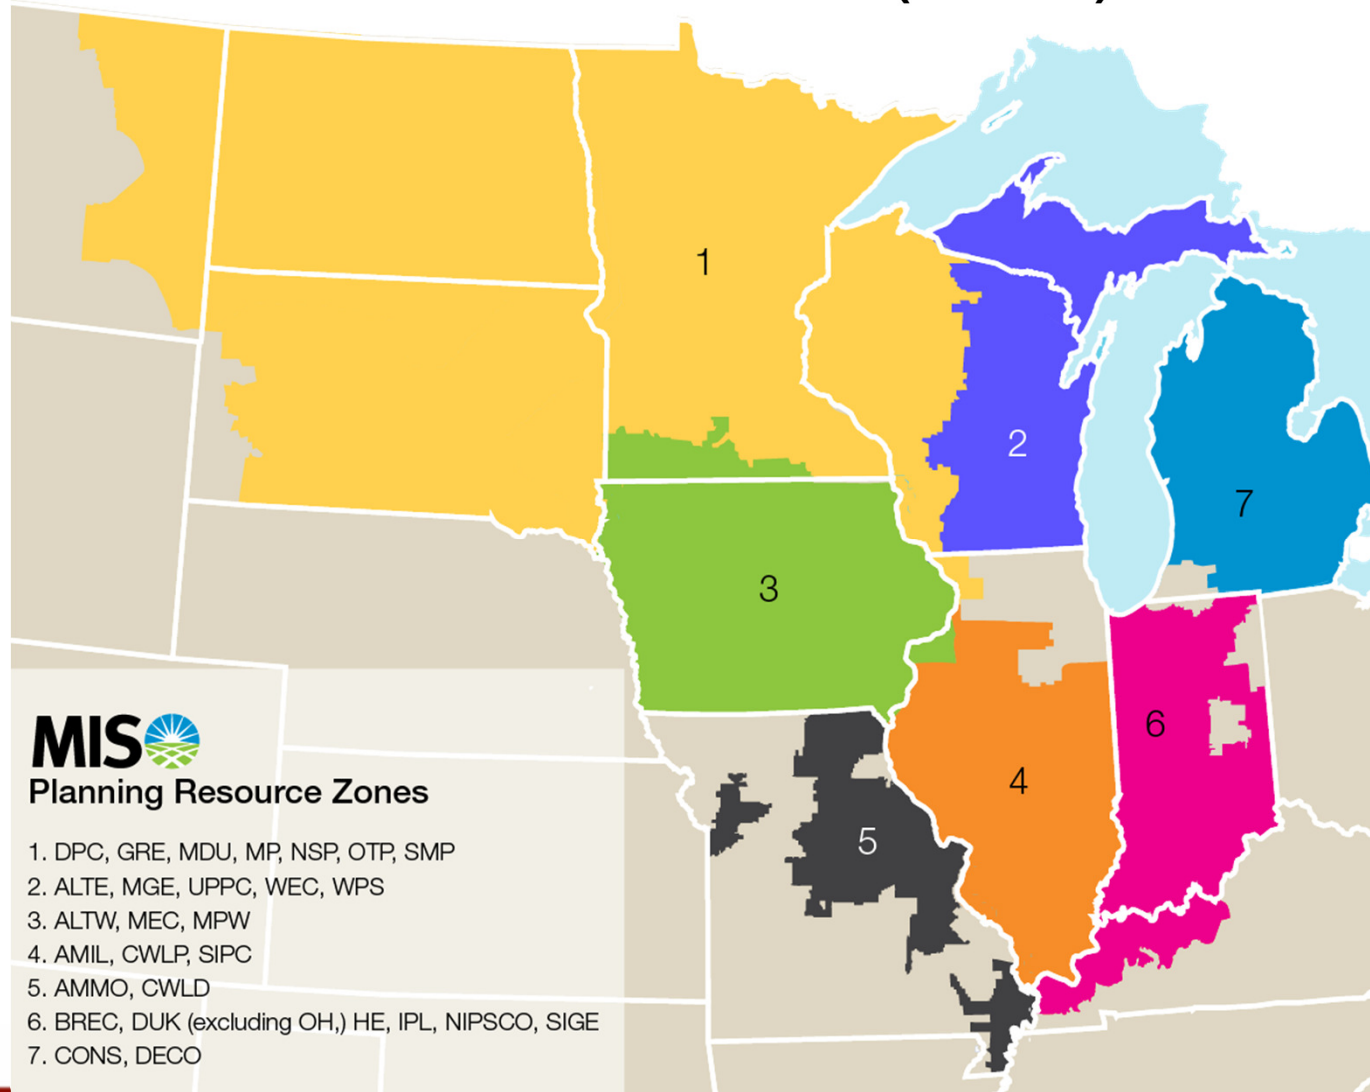 1
2
7
3
6
4
5
MISO
Planning Resource Zones
1. DPC, GRE, MDU, MP, NSP, OTP, SMP
2. ALTE, MGE, UPPC, WEC, WPS
3. ALTW, MEC, MPW
4. AMIL, CWLP, SIPC
5. AMMO, CWLD
6. BREC, DUK (excluding OH,) HE, IPL, NIPSCO, SIGE
7. CONS, DECO